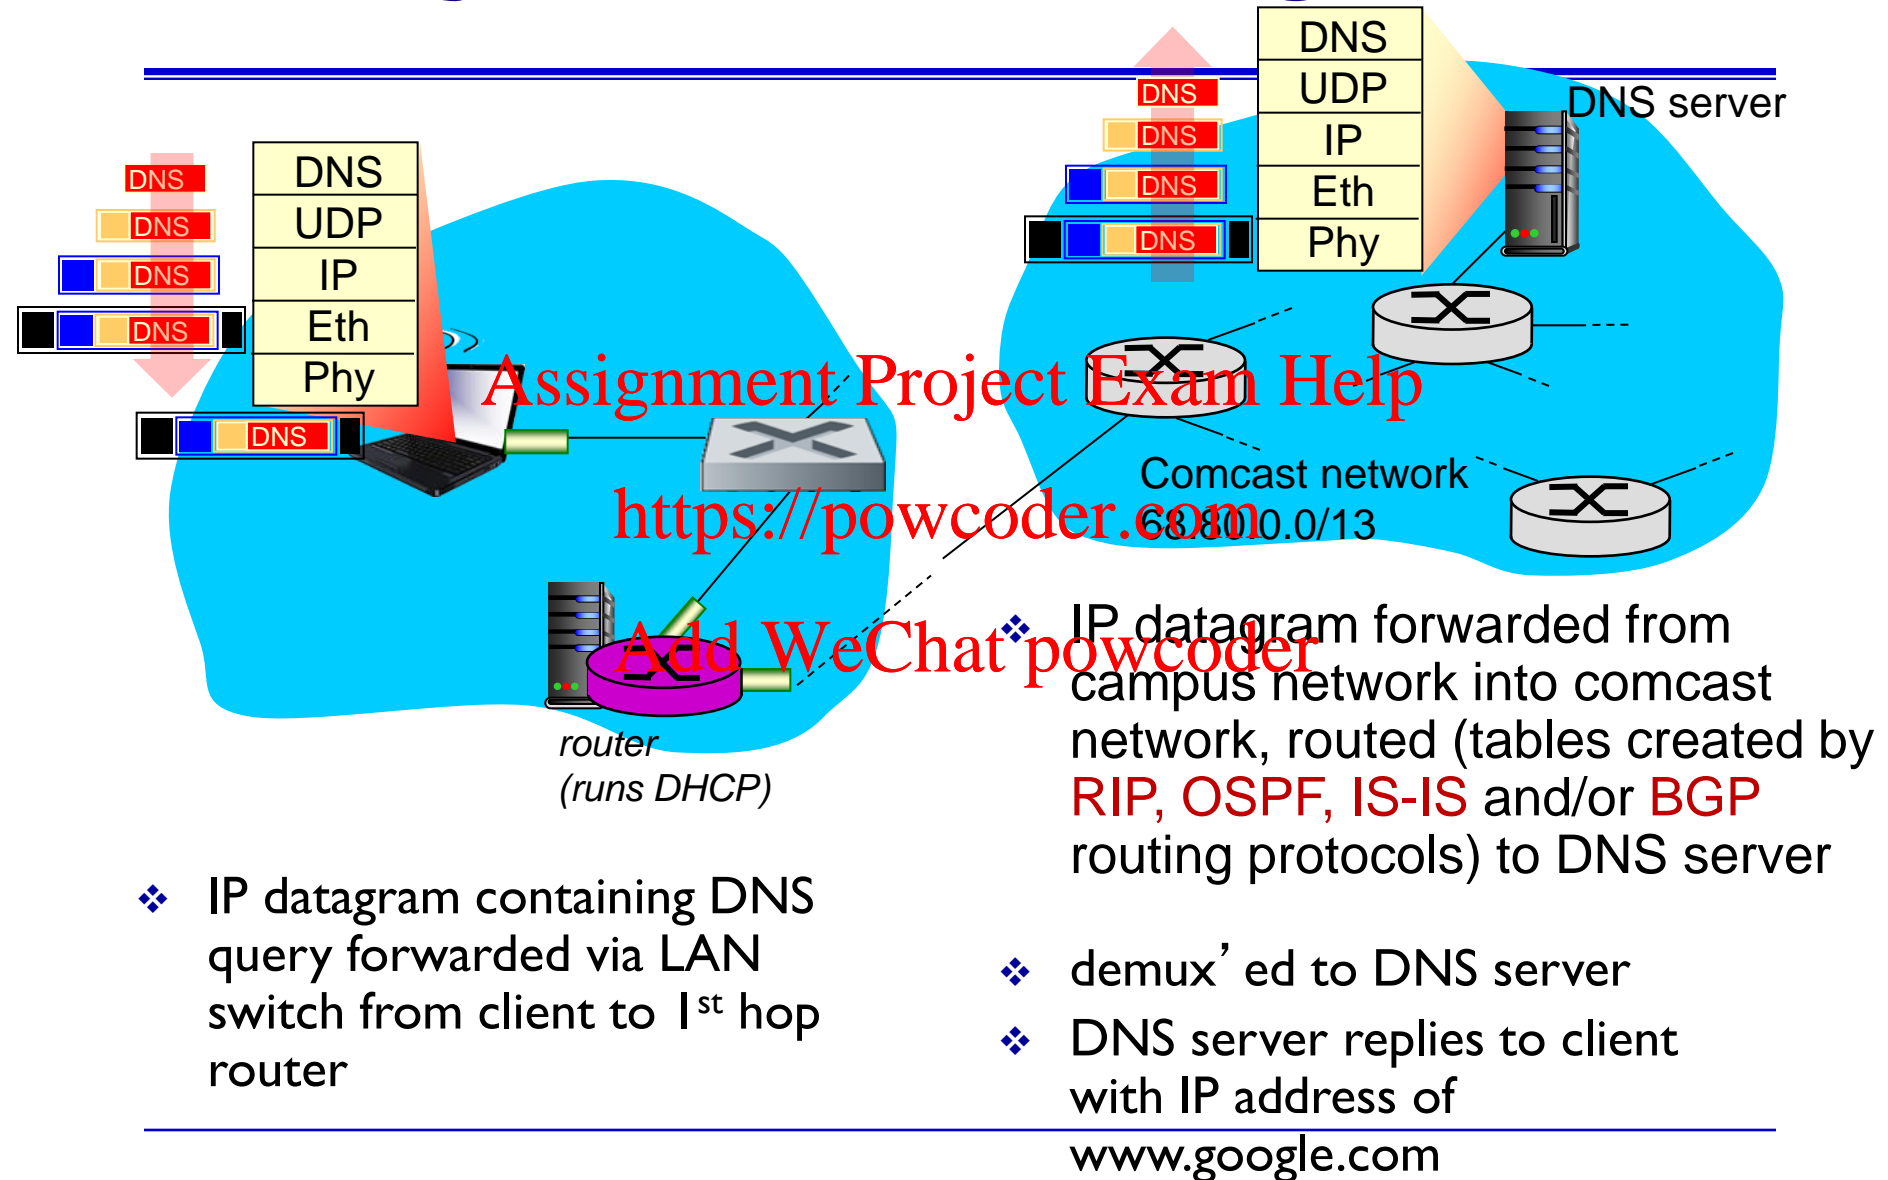 DNS
UDP
IP
Eth
Phy
DNS
DNS
DNS
DNS
DNS
DNS
DNS
DNS
DNS
DNS
UDP
IP
Eth
Phy
DNS server
Assignment Project Exam Help
Comcast network
68.80.0.0/13
https://powcoder.com
Add WeChat powcoder
router
(runs DHCP)
❖ IP datagram containing DNS
query forwarded via LAN
switch from client to 1st hop
router
❖ IP datagram forwarded from
campus network into comcast
network, routed (tables created by
RIP, OSPF, IS-IS and/or BGP
routing protocols) to DNS server
❖ demux’ ed to DNS server
❖ DNS server replies to client
with IP address of
www.google.com